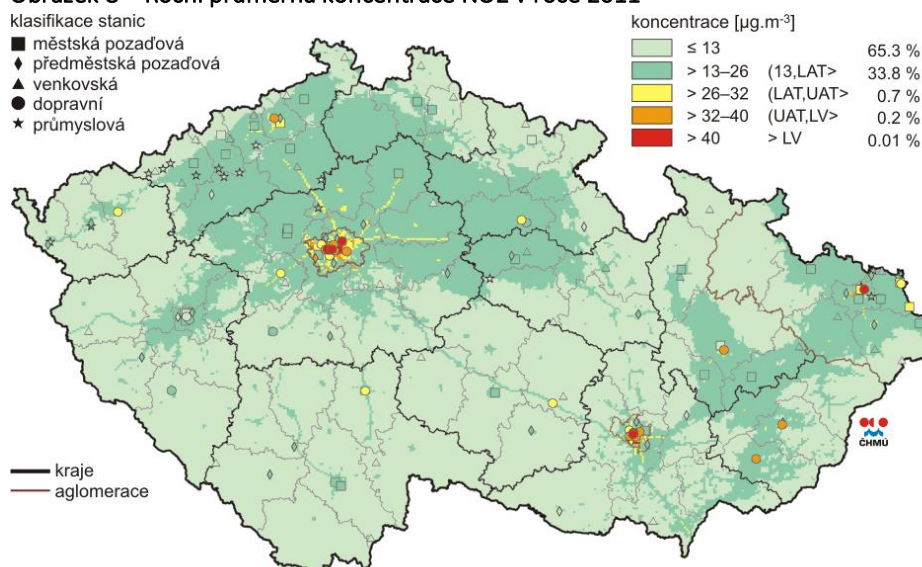 Obrázek 8 – Roční průměrná koncentrace NO2 v roce 2011
klasifikace stanic
městská pozaďová
předměstská pozaďová
venkovská
dopravní
průmyslová
koncentrace [µg.m-3]
≤ 13 65.3 %
> 13–26 (13,LAT> 33.8 %
> 26–32 (LAT,UAT> 0.7 %
> 32–40 (UAT,LV> 0.2 %
> 40 > LV 0.01 %
ČHMÚ
kraje
aglomerace